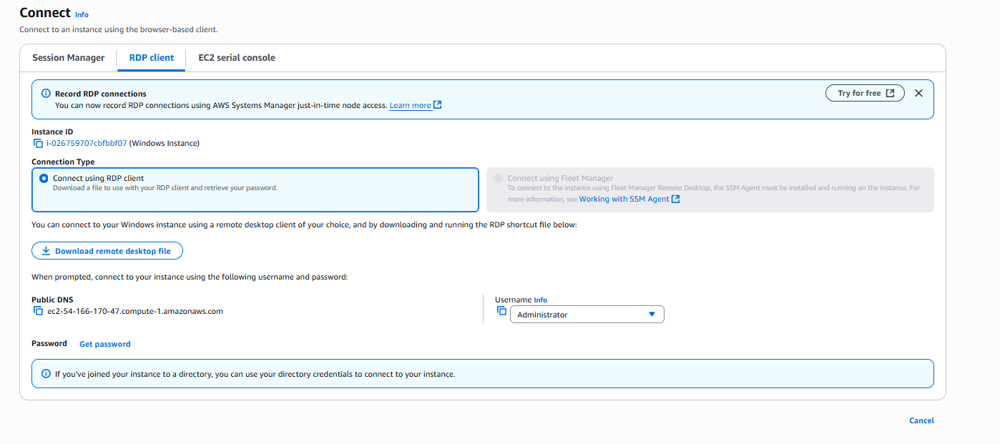 Connect Info
Connect to an instance using the browser-based client.
Session Manager
RDP client
EC2 serial console
Record RDP connections
You can now record RDP connections using AWS Systems Manager just-in-time node access. Learn more
Try for free
Instance ID
i-026759707cbfbbf07 (Windows Instance)
Connection Type
Connect using RDP client
Download a file to use with your RDP client and retrieve your password.
Connect using Fleet Manager
To connect to the instance using Fleet Manager Remote Desktop, the SSM Agent must be installed and running on the instance. For
more information, see Working with SSM Agent
You can connect to your Windows instance using a remote desktop client of your choice, and by downloading and running the RDP shortcut file below:
Download remote desktop file
When prompted, connect to your instance using the following username and password:
Public DNS
ec2-54-166-170-47.compute-1.amazonaws.com
Username Info
Administrator
Password Get password
If you've joined your instance to a directory, you can use your directory credentials to connect to your instance.
Cancel